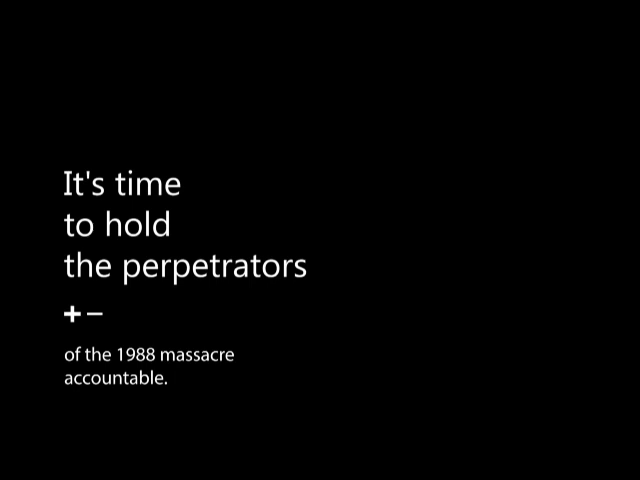 It's time
to hold
the perpetrators
+ –
of the 1988 massacre
accountable.